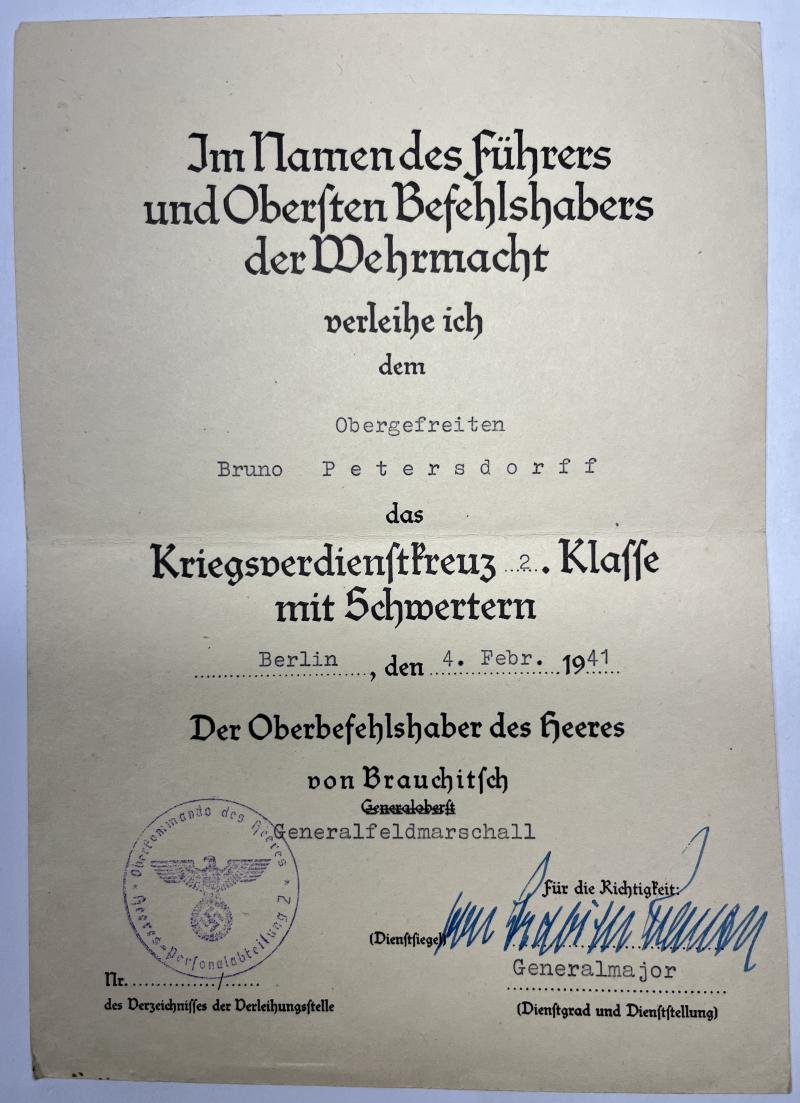 Im Namen des Führers
und Obersten Befehlshabers
der Wehrmacht
verleihe ich
dem
Obergefreiten
Bruno Petersdorff
das
Kriegsverdienstkreuz 2. Klasse
mit Schwertern
Berlin, den 4. Febr. 1941
Der Oberbefehlshaber des Heeres
von Brauchitsch
Generaloberst
Generalfeldmarschall
Oberkommando des Heeres
Heeres-Personalabteilung Z
Für die Richtigkeit:
(Dienstsiegel)
Generalmajor
Nr. ............/......
des Verzeichnisses der Verleihungsstelle
(Dienstgrad und Dienststellung)